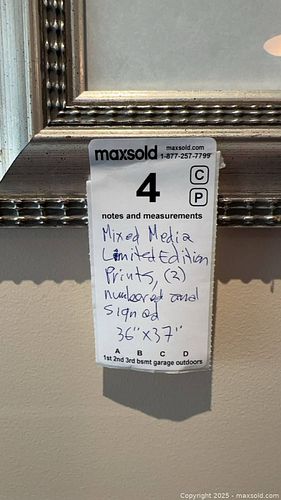 maxsold maxsold.com
1-877-257-7799
4 C
P
notes and measurements
Mixed Media
Limited Edition
Prints, (2)
numbered and
signed
36" x 37"
A B C D
1st 2nd 3rd bsmt garage outdoors
Copyright © 2025 - maxsold.com